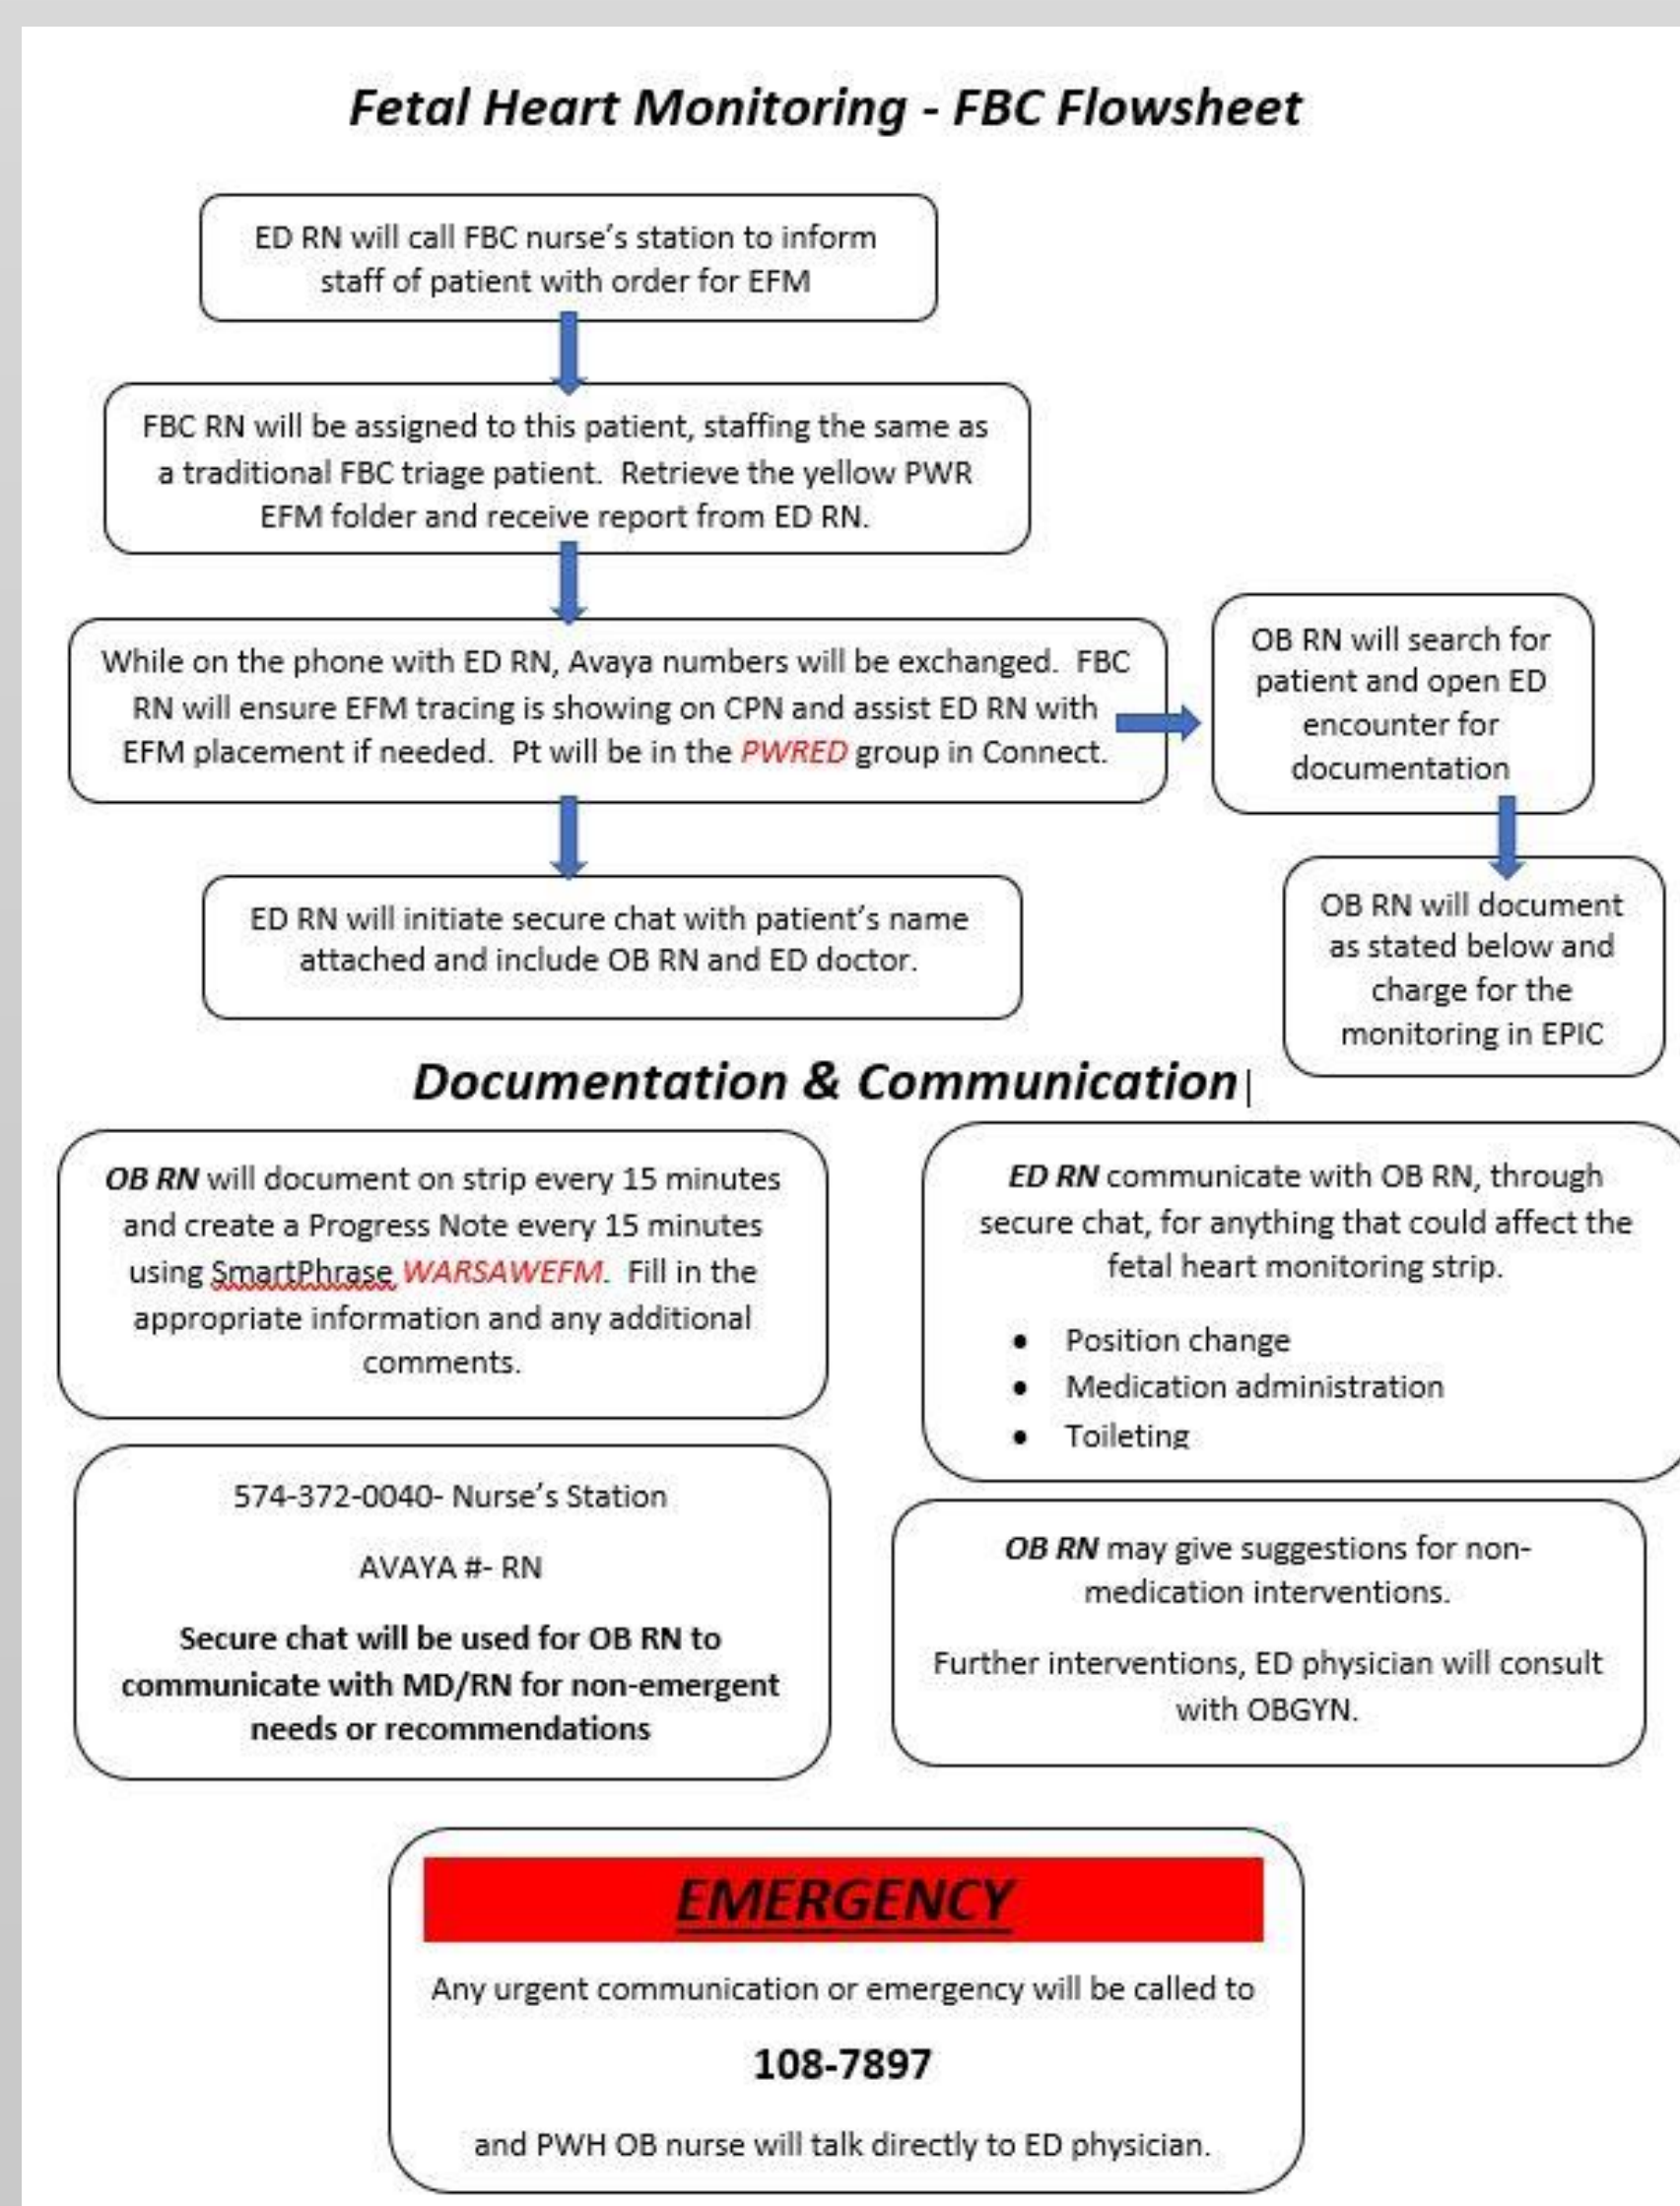 Fetal Heart Monitoring - FBC Flowsheet
ED RN will call FBC nurse's station to inform
staff of patient with order for EFM
FBC RN will be assigned to this patient, staffing the same as
a traditional FBC triage patient.  Retrieve the yellow PWR
EFM folder and receive report from ED RN.
While on the phone with ED RN, Avaya numbers will be exchanged.  FBC
RN will ensure EFM tracing is showing on CPN and assist ED RN with
EFM placement if needed.  Pt will be in the PWRED group in Connect.
OB RN will search for
patient and open ED
encounter for
documentation
ED RN will initiate secure chat with patient's name
attached and include OB RN and ED doctor.
OB RN will document
as stated below and
charge for the
monitoring in EPIC
Documentation & Communication
OB RN will document on strip every 15 minutes
and create a Progress Note every 15 minutes
using SmartPhrase WARSAWEFM.  Fill in the
appropriate information and any additional
comments.
ED RN communicate with OB RN, through
secure chat, for anything that could affect the
fetal heart monitoring strip.
• Position change
• Medication administration
• Toileting
574-372-0040- Nurse's Station
AVAYA #- RN
Secure chat will be used for OB RN to
communicate with MD/RN for non-emergent
needs or recommendations
OB RN may give suggestions for non-
medication interventions.
Further interventions, ED physician will consult
with OBGYN.
EMERGENCY
Any urgent communication or emergency will be called to
108-7897
and PWH OB nurse will talk directly to ED physician.